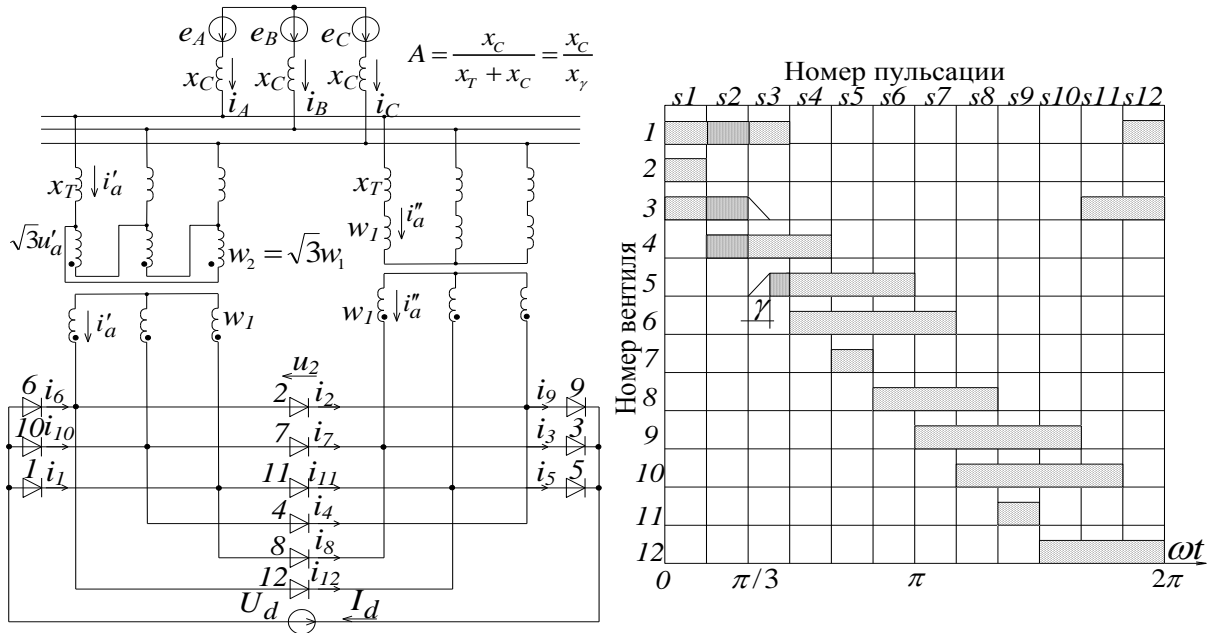 e_A e_B e_C
A = x_C / (x_T + x_C) = x_C / x_γ
x_C x_C x_C
i_A i_B i_C
x_T i'_a x_T
w_1 i''_a
√3u'_a w_2 = √3w_1
i'_a w_1 w_1 i''_a
u_2
6 i_6 2 i_2 i_9 9
10 i_10 7 i_7 i_3 3
1 i_1 11 i_11 i_5 5
4 i_4
8 i_8
12 i_12
U_d I_d
Номер пульсации
s1 s2 s3 s4 s5 s6 s7 s8 s9 s10 s11 s12
Номер вентиля
1
2
3
4
5
γ
6
7
8
9
10
11
12
ωt
0 π/3 π 2π